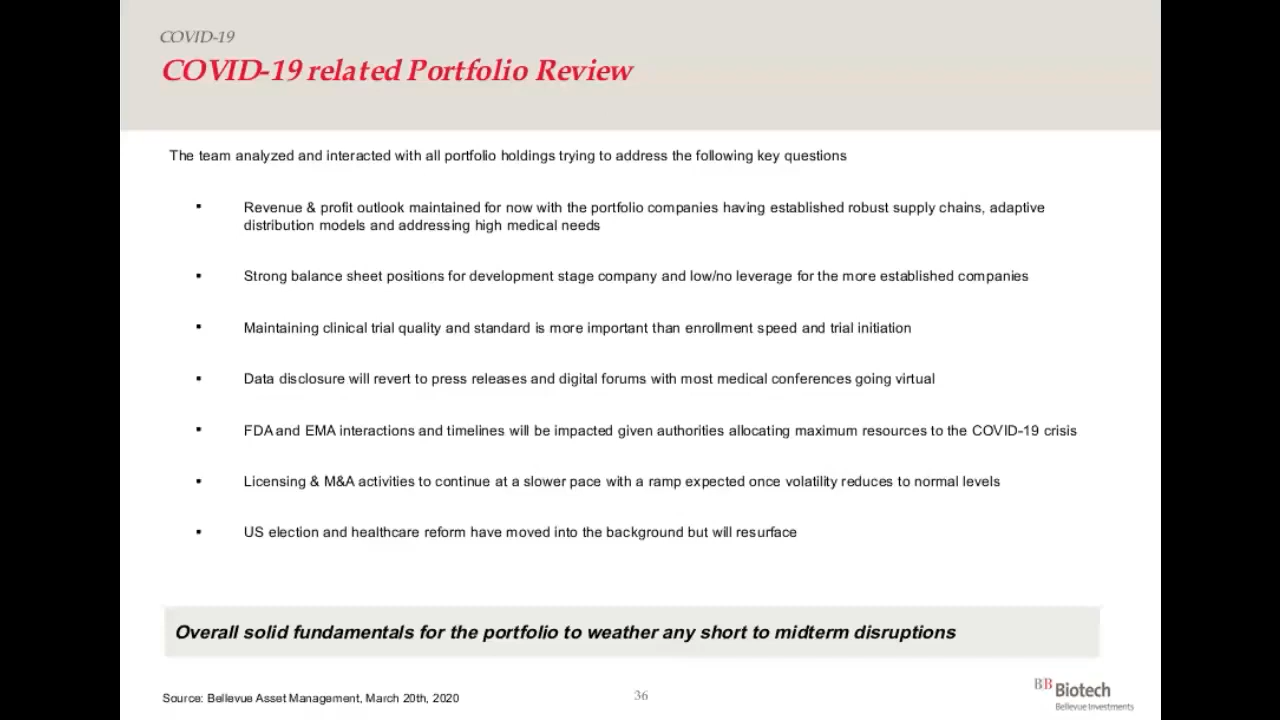 COVID-19
COVID-19 related Portfolio Review
The team analyzed and interacted with all portfolio holdings trying to address the following key questions
▪ Revenue & profit outlook maintained for now with the portfolio companies having established robust supply chains, adaptive
distribution models and addressing high medical needs
▪ Strong balance sheet positions for development stage company and low/no leverage for the more established companies
▪ Maintaining clinical trial quality and standard is more important than enrollment speed and trial initiation
▪ Data disclosure will revert to press releases and digital forums with most medical conferences going virtual
▪ FDA and EMA interactions and timelines will be impacted given authorities allocating maximum resources to the COVID-19 crisis
▪ Licensing & M&A activities to continue at a slower pace with a ramp expected once volatility reduces to normal levels
▪ US election and healthcare reform have moved into the background but will resurface
Overall solid fundamentals for the portfolio to weather any short to midterm disruptions
Source: Bellevue Asset Management, March 20th, 2020
36
BB Biotech
Bellevue Investments